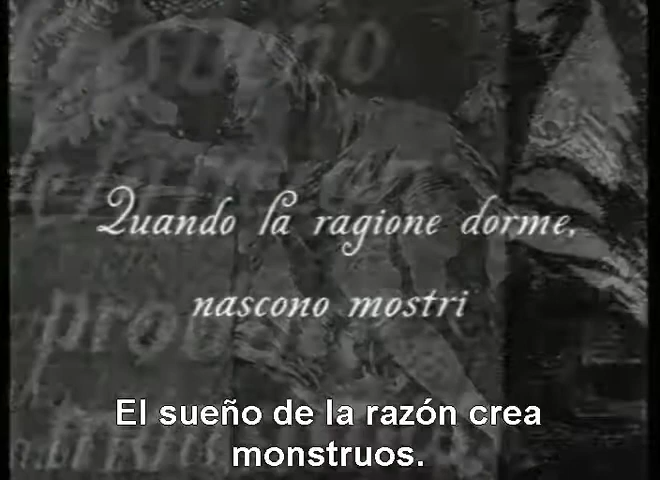 Quando la ragione dorme,
nascono mostri
El sueño de la razón crea
monstruos.